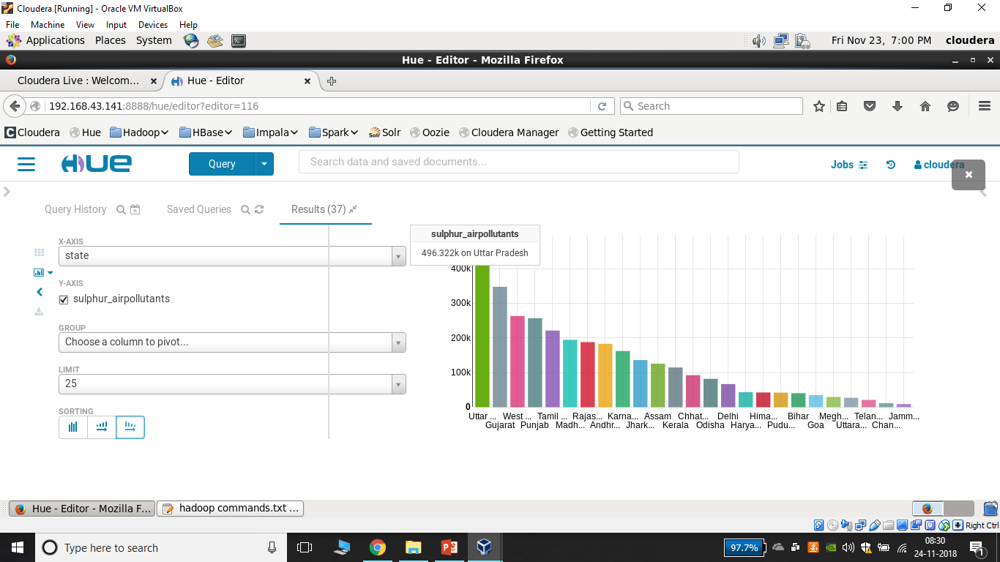 Cloudera [Running] - Oracle VM VirtualBox
File Machine View Input Devices Help
Applications Places System Fri Nov 23, 7:00 PM cloudera
Hue - Editor - Mozilla Firefox
Cloudera Live : Welcom... Hue - Editor
192.168.43.141:8888/hue/editor?editor=116 Search
Cloudera Hue Hadoop HBase Impala Spark Solr Solr Oozie Cloudera Manager Getting Started
HUE Query Search data and saved documents... Jobs cloudera
Query History Saved Queries Results (37)
X-AXIS
state
Y-AXIS
sulphur_airpollutants
GROUP
Choose a column to pivot...
LIMIT
25
SORTING
sulphur_airpollutants
496.322k on Uttar Pradesh
400k
300k
200k
100k
0
Uttar ... West ... Tamil ... Rajas... Karna... Assam Chhat... Delhi Hima... Bihar Megh... Telan... Jamm...
Gujarat Punjab Madh... Andhr... Jhark... Kerala Odisha Harya... Pudu... Goa Uttara... Chan...
Hue - Editor - Mozilla F... hadoop commands.txt ...
Right Ctrl
Type here to search 97.7% 08:30
24-11-2018 1